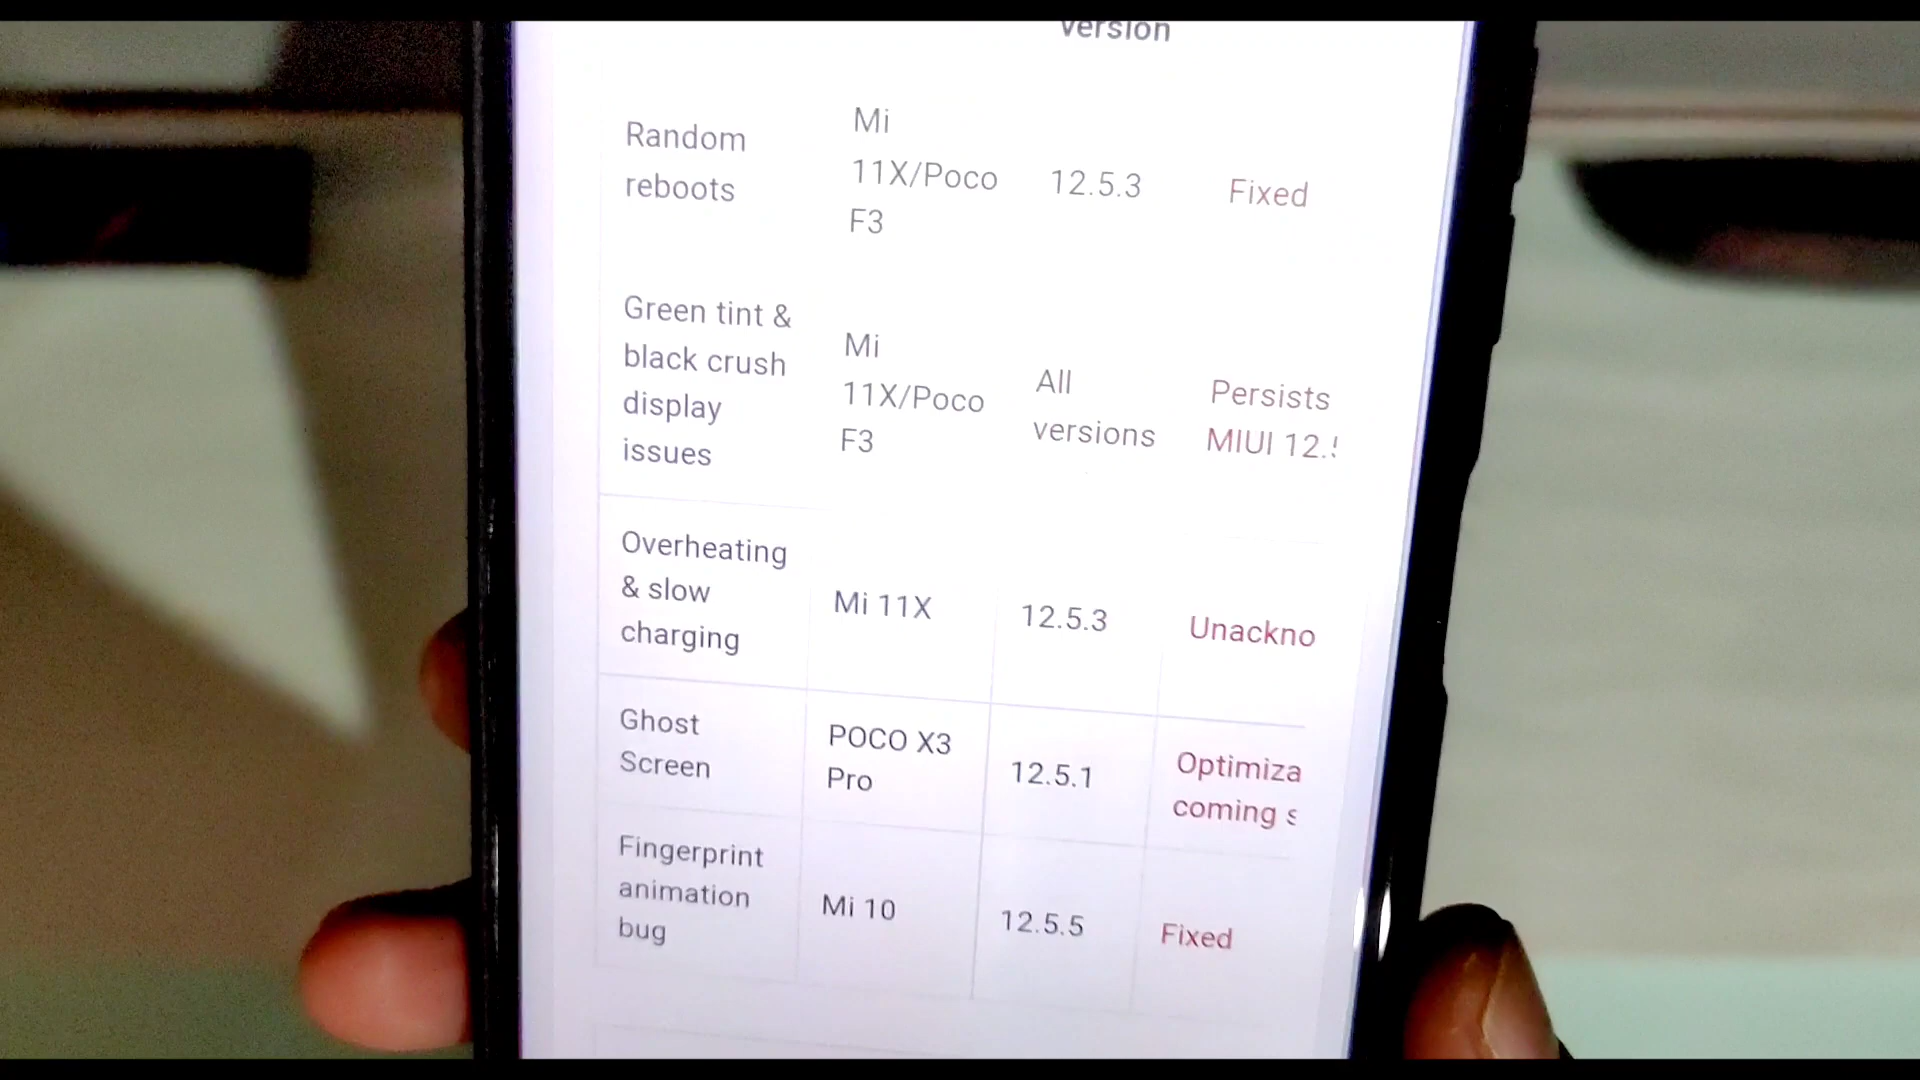 version
Random
reboots
Mi
11X/Poco
F3
12.5.3
Fixed
Green tint &
black crush
display
issues
Mi
11X/Poco
F3
All
versions
Persists
MIUI 12.
Overheating
& slow
charging
Mi 11X
12.5.3
Unackno
Ghost
Screen
POCO X3
Pro
12.5.1
Optimiza
coming s
Fingerprint
animation
bug
Mi 10
12.5.5
Fixed